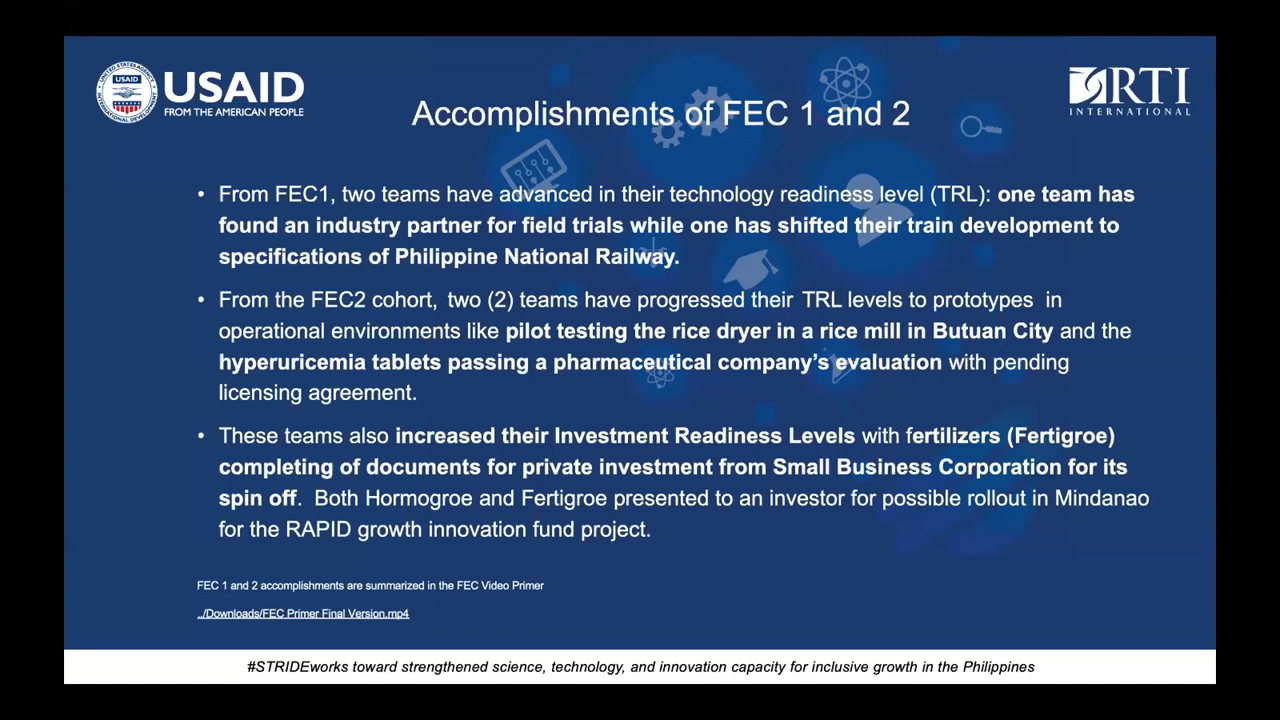 USAID
FROM THE AMERICAN PEOPLE
UNITED STATES AGENCY
INTERNATIONAL DEVELOPMENT
USAID
RTI
INTERNATIONAL
Accomplishments of FEC 1 and 2
• From FEC1, two teams have advanced in their technology readiness level (TRL): one team has
found an industry partner for field trials while one has shifted their train development to
specifications of Philippine National Railway.
• From the FEC2 cohort, two (2) teams have progressed their TRL levels to prototypes in
operational environments like pilot testing the rice dryer in a rice mill in Butuan City and the
hyperuricemia tablets passing a pharmaceutical company's evaluation with pending
licensing agreement.
• These teams also increased their Investment Readiness Levels with fertilizers (Fertigroe)
completing of documents for private investment from Small Business Corporation for its
spin off. Both Hormogroe and Fertigroe presented to an investor for possible rollout in Mindanao
for the RAPID growth innovation fund project.
FEC 1 and 2 accomplishments are summarized in the FEC Video Primer
../Downloads/FEC Primer Final Version.mp4
#STRIDEworks toward strengthened science, technology, and innovation capacity for inclusive growth in the Philippines